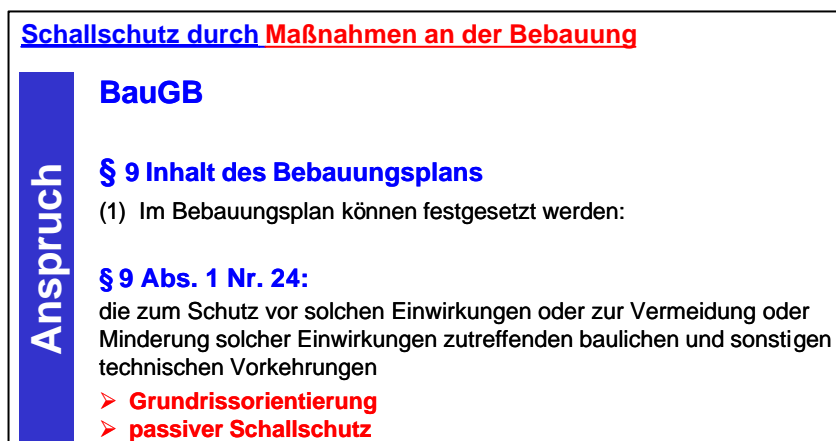 Schallschutz durch Maßnahmen an der Bebauung
Anspruch
BauGB
§ 9 Inhalt des Bebauungsplans
(1) Im Bebauungsplan können festgesetzt werden:
§ 9 Abs. 1 Nr. 24:
die zum Schutz vor solchen Einwirkungen oder zur Vermeidung oder
Minderung solcher Einwirkungen zutreffenden baulichen und sonstigen
technischen Vorkehrungen
➢ Grundrissorientierung
➢ passiver Schallschutz